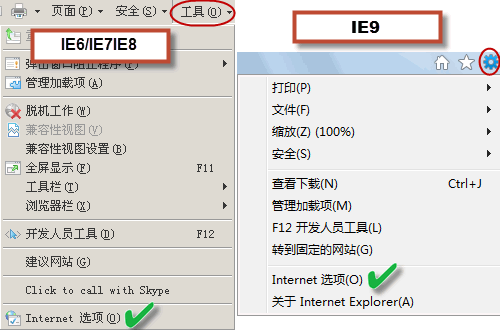 页面(P) 安全(S) 工具(O)
IE6/IE7IE8
弹出窗口阻止程序(P)
管理加载项(A)
脱机工作(W)
兼容性视图(V)
兼容性视图设置(B)
全屏显示(F) F11
工具栏(T)
浏览器栏(X)
开发人员工具(D) F12
建议网站(G)
Click to call with Skype
Internet 选项(O)
IE9
打印(P)
文件(F)
缩放(Z) (100%)
安全(S)
查看下载(N) Ctrl+J
管理加载项(M)
F12 开发人员工具(L)
转到固定的网站(G)
Internet 选项(O)
关于 Internet Explorer(A)